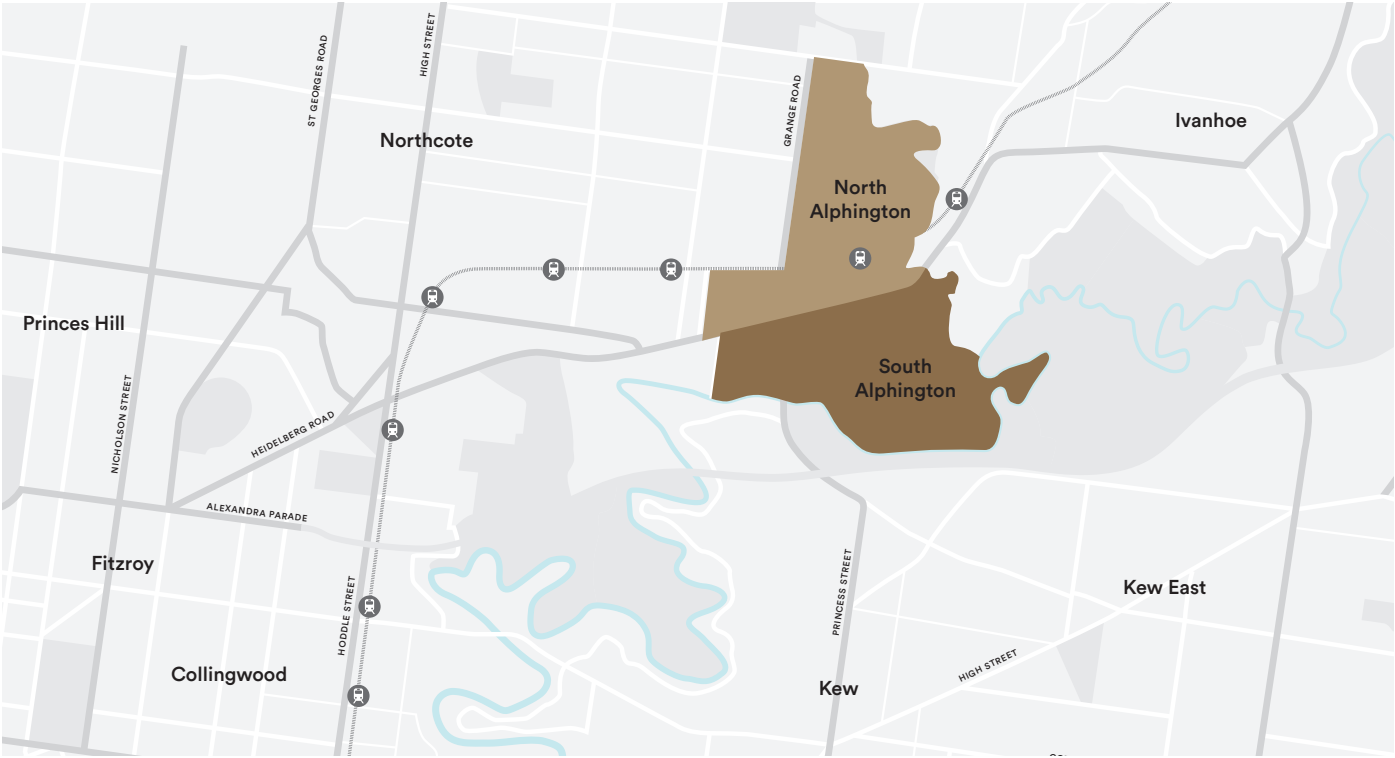 HIGH STREET
ST GEORGES ROAD
GRANGE ROAD
Ivanhoe
Northcote
North
Alphington
Princes Hill
South
Alphington
NICHOLSON STREET
HEIDELBERG ROAD
ALEXANDRA PARADE
Fitzroy
HODDLE STREET
PRINCESS STREET
Kew East
Collingwood
HIGH STREET
Kew